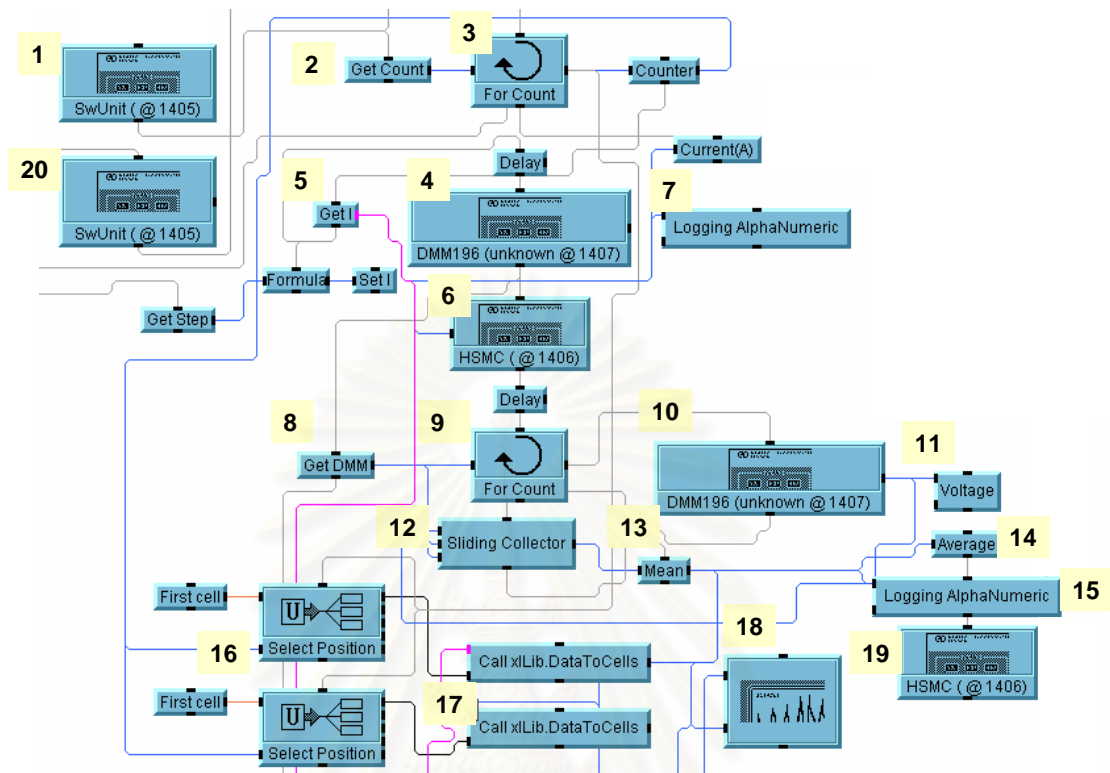 1
2
3
Get Count
For Count
Counter
SwUnit ( @ 1405)
20
SwUnit ( @ 1405)
5
4
7
Delay
Current(A)
Get I
DMM196 (unknown @ 1407)
Logging AlphaNumeric
Formula
Set I
6
Get Step
HSMC ( @ 1406)
Delay
8
9
10
11
Get DMM
For Count
DMM196 (unknown @ 1407)
Voltage
12
Sliding Collector
13
Mean
Average
14
First cell
Logging AlphaNumeric
15
16
Select Position
Call xlLib.DataToCells
18
19
HSMC ( @ 1406)
First cell
17
Call xlLib.DataToCells
Select Position